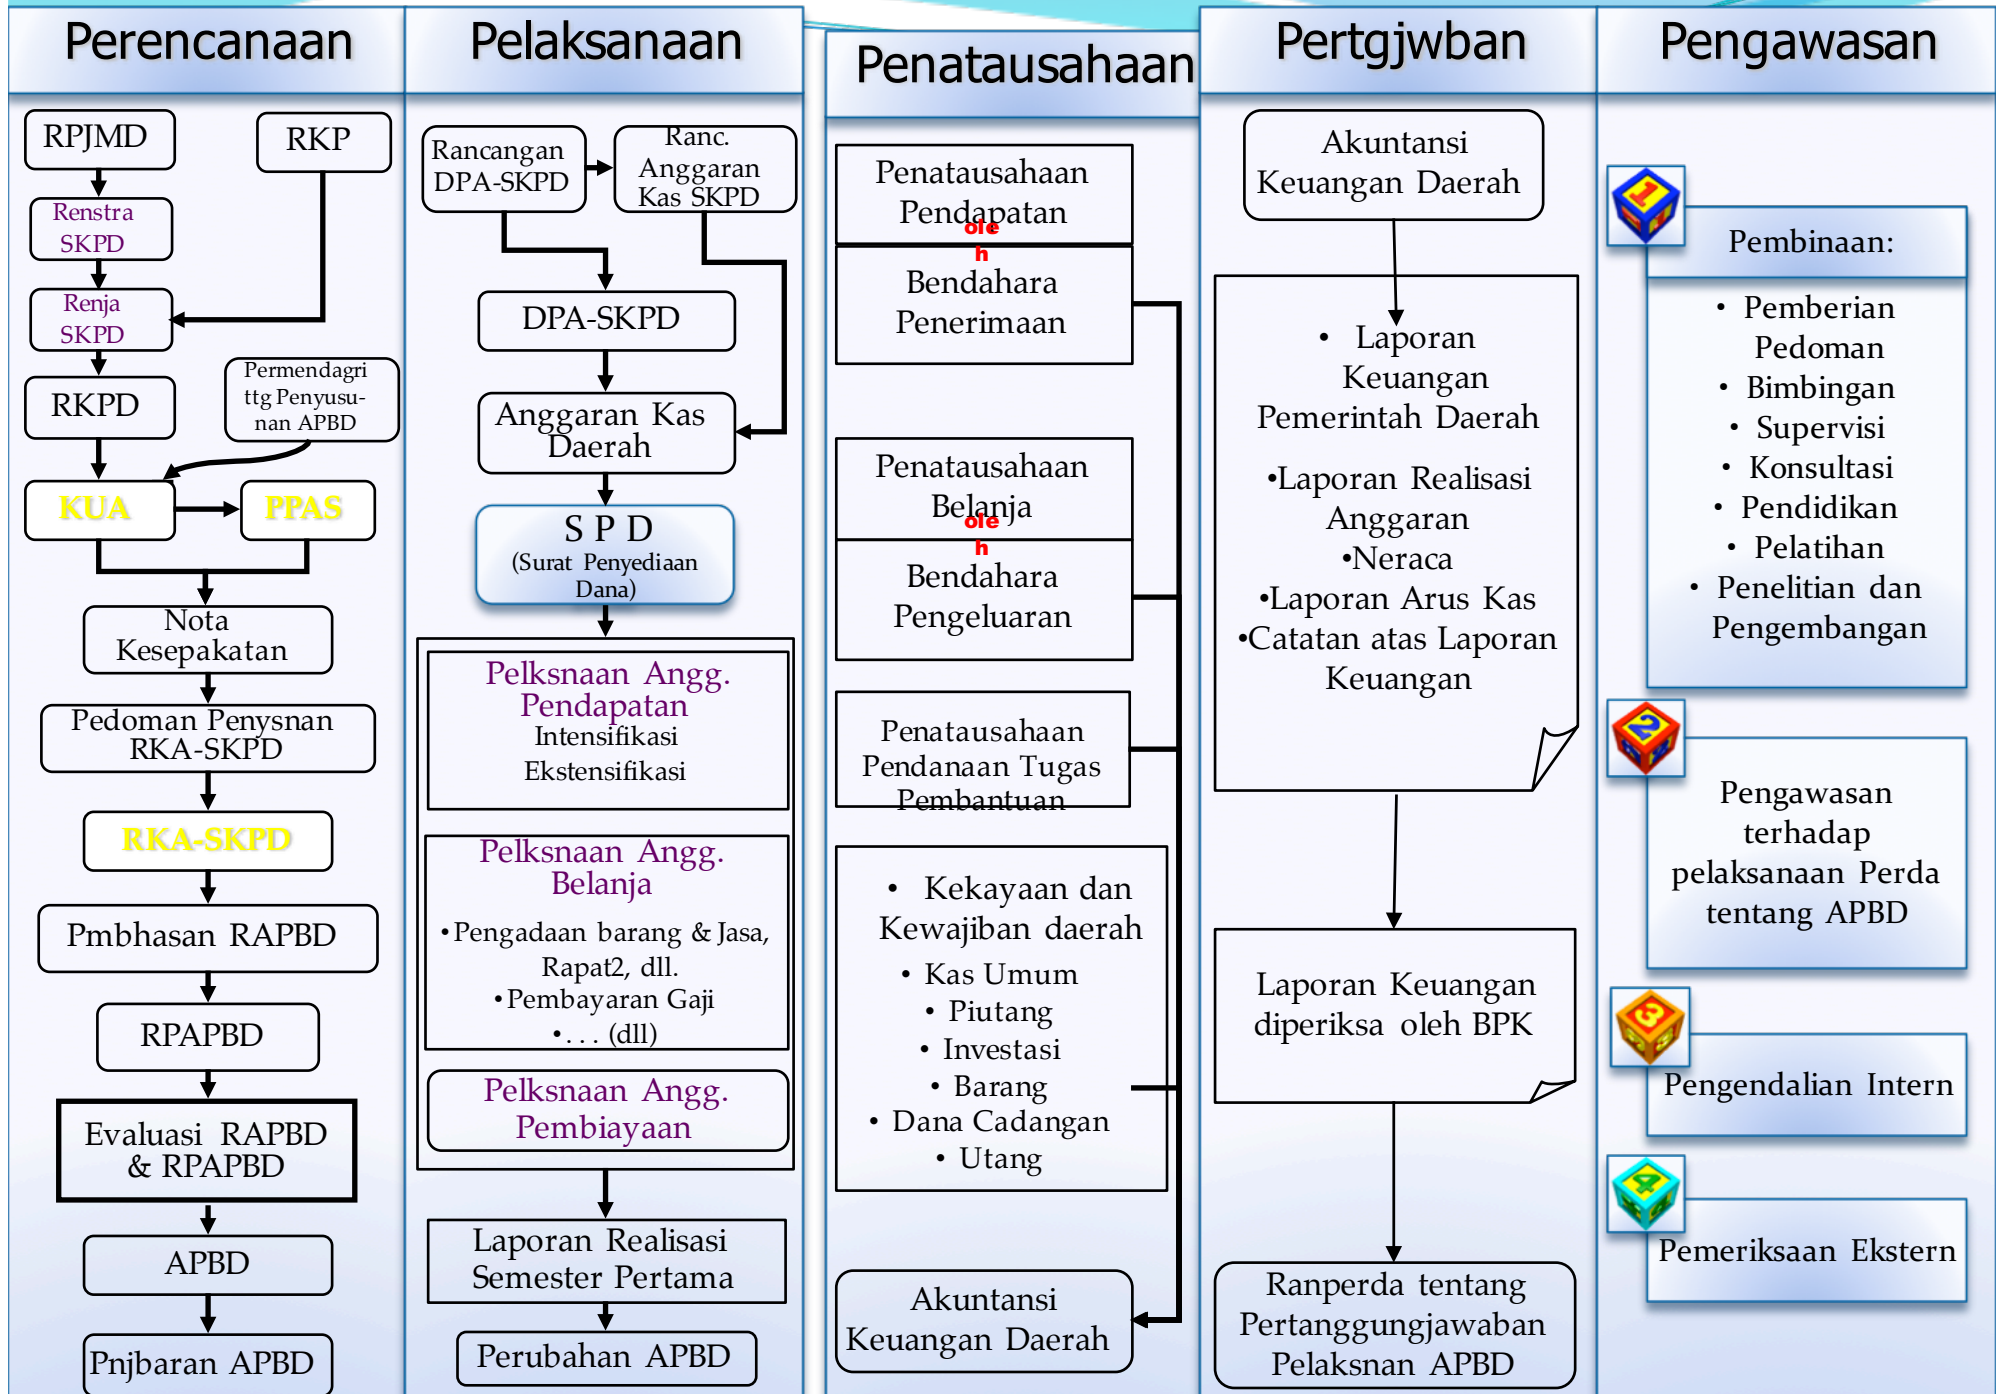 Perencanaan
RPJMD
RKP
Renstra
SKPD
Renja
SKPD
RKPD
Permendagri
ttg Penyusu-
nan APBD
KUA
PPAS
Nota
Kesepakatan
Pedoman Penysnan
RKA-SKPD
RKA-SKPD
Pmbhasan RAPBD
RPAPBD
Evaluasi RAPBD
& RPAPBD
APBD
Pnjbaran APBD
Pelaksanaan
Rancangan
DPA-SKPD
Ranc.
Anggaran
Kas SKPD
DPA-SKPD
Anggaran Kas
Daerah
S P D
(Surat Penyediaan
Dana)
Pelksnaan Angg.
Pendapatan
Intensifikasi
Ekstensifikasi
Pelksnaan Angg.
Belanja
• Pengadaan barang & Jasa,
Rapat2, dll.
• Pembayaran Gaji
• . . . (dll)
Pelksnaan Angg.
Pembiayaan
Laporan Realisasi
Semester Pertama
Perubahan APBD
Penatausahaan
Penatausahaan
Pendapatan
ole
h
Bendahara
Penerimaan
Penatausahaan
Belanja
ole
h
Bendahara
Pengeluaran
Penatausahaan
Pendanaan Tugas
Pembantuan
• Kekayaan dan
Kewajiban daerah
• Kas Umum
• Piutang
• Investasi
• Barang
• Dana Cadangan
• Utang
Akuntansi
Keuangan Daerah
Pertgjwban
Akuntansi
Keuangan Daerah
• Laporan
Keuangan
Pemerintah Daerah
•Laporan Realisasi
Anggaran
•Neraca
•Laporan Arus Kas
•Catatan atas Laporan
Keuangan
Laporan Keuangan
diperiksa oleh BPK
Ranperda tentang
Pertanggungjawaban
Pelaksnan APBD
Pengawasan
1
Pembinaan:
• Pemberian
Pedoman
• Bimbingan
• Supervisi
• Konsultasi
• Pendidikan
• Pelatihan
• Penelitian dan
Pengembangan
2
Pengawasan
terhadap
pelaksanaan Perda
tentang APBD
3
Pengendalian Intern
4
Pemeriksaan Ekstern